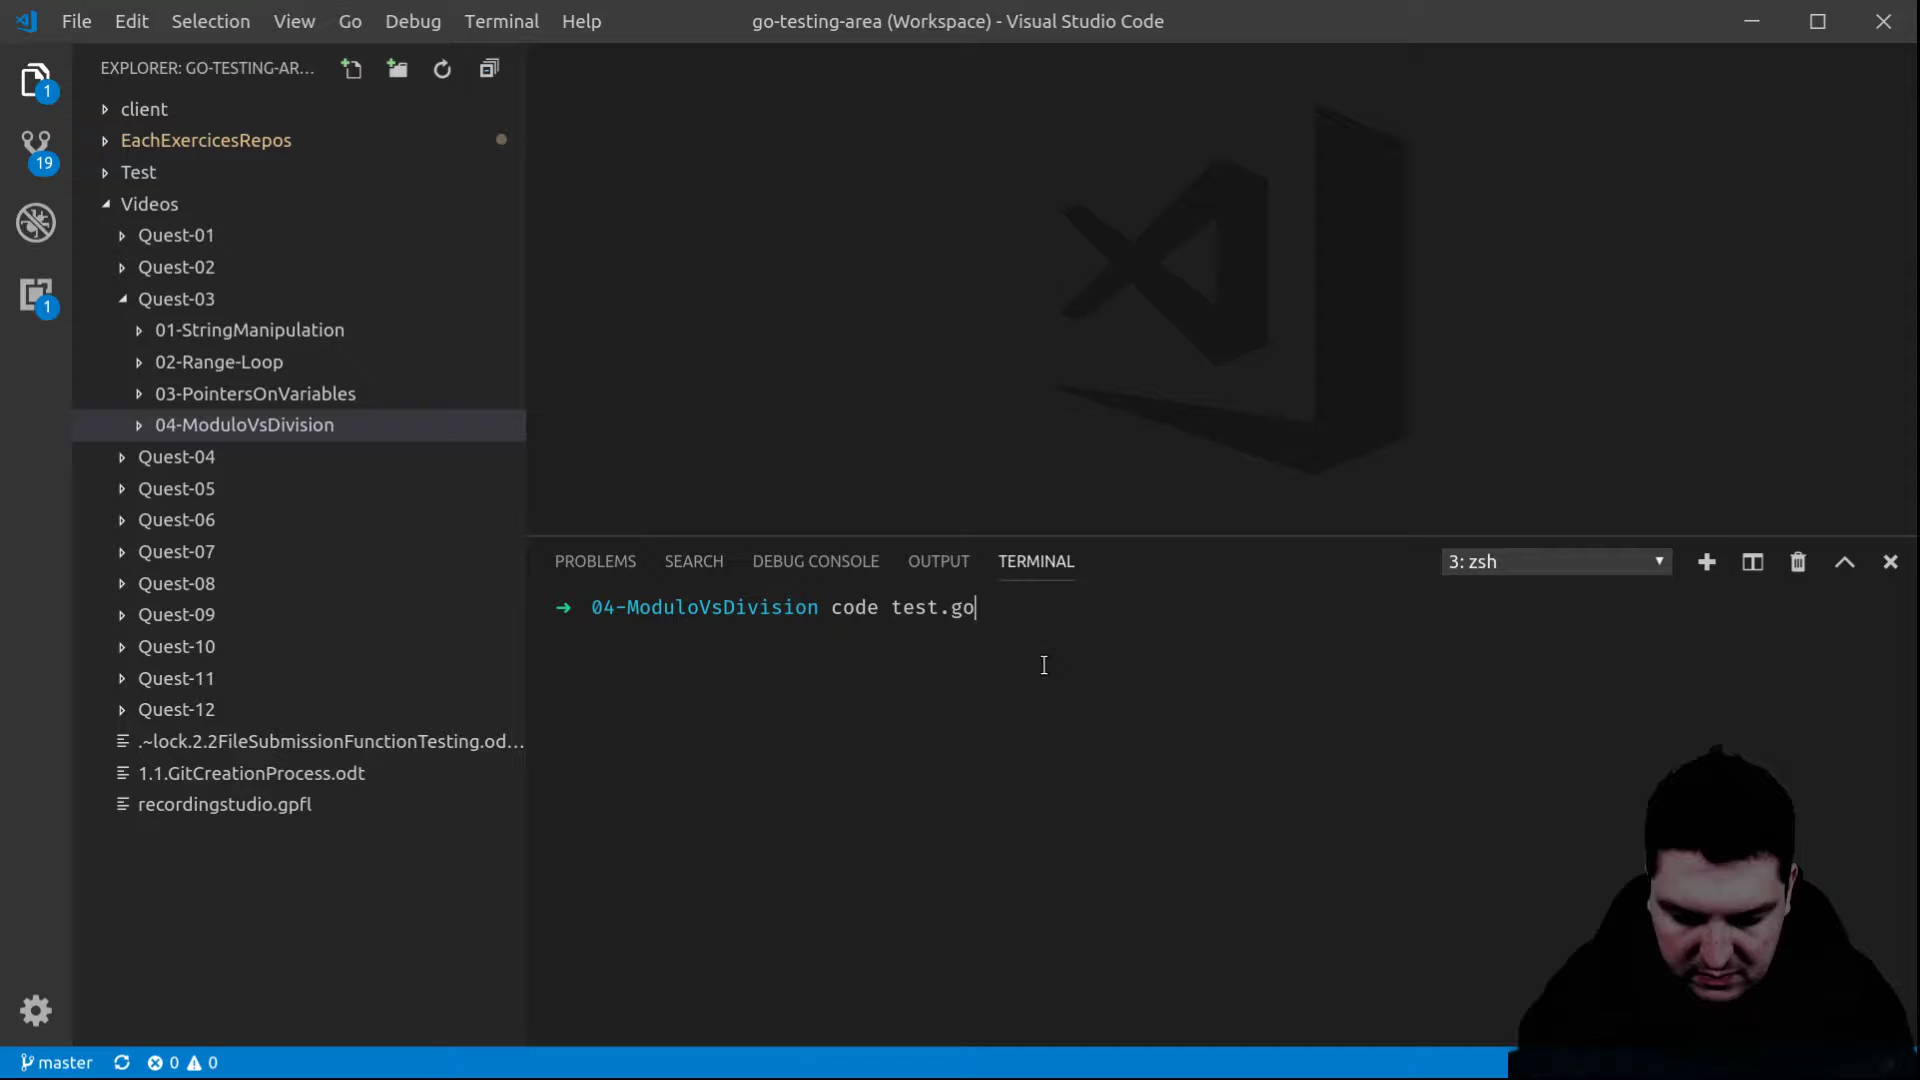 File Edit Selection View Go Debug Terminal Help go-testing-area (Workspace) - Visual Studio Code
EXPLORER: GO-TESTING-AR...
client
EachExercicesRepos
Test
Videos
Quest-01
Quest-02
Quest-03
01-StringManipulation
02-Range-Loop
03-PointersOnVariables
04-ModuloVsDivision
Quest-04
Quest-05
Quest-06
Quest-07
Quest-08
Quest-09
Quest-10
Quest-11
Quest-12
.~lock.2.2FileSubmissionFunctionTesting.od...
1.1.GitCreationProcess.odt
recordingstudio.gpfl
1
19
1
PROBLEMS SEARCH DEBUG CONSOLE OUTPUT TERMINAL 3: zsh
➜ 04-ModuloVsDivision code test.go
master 0 0